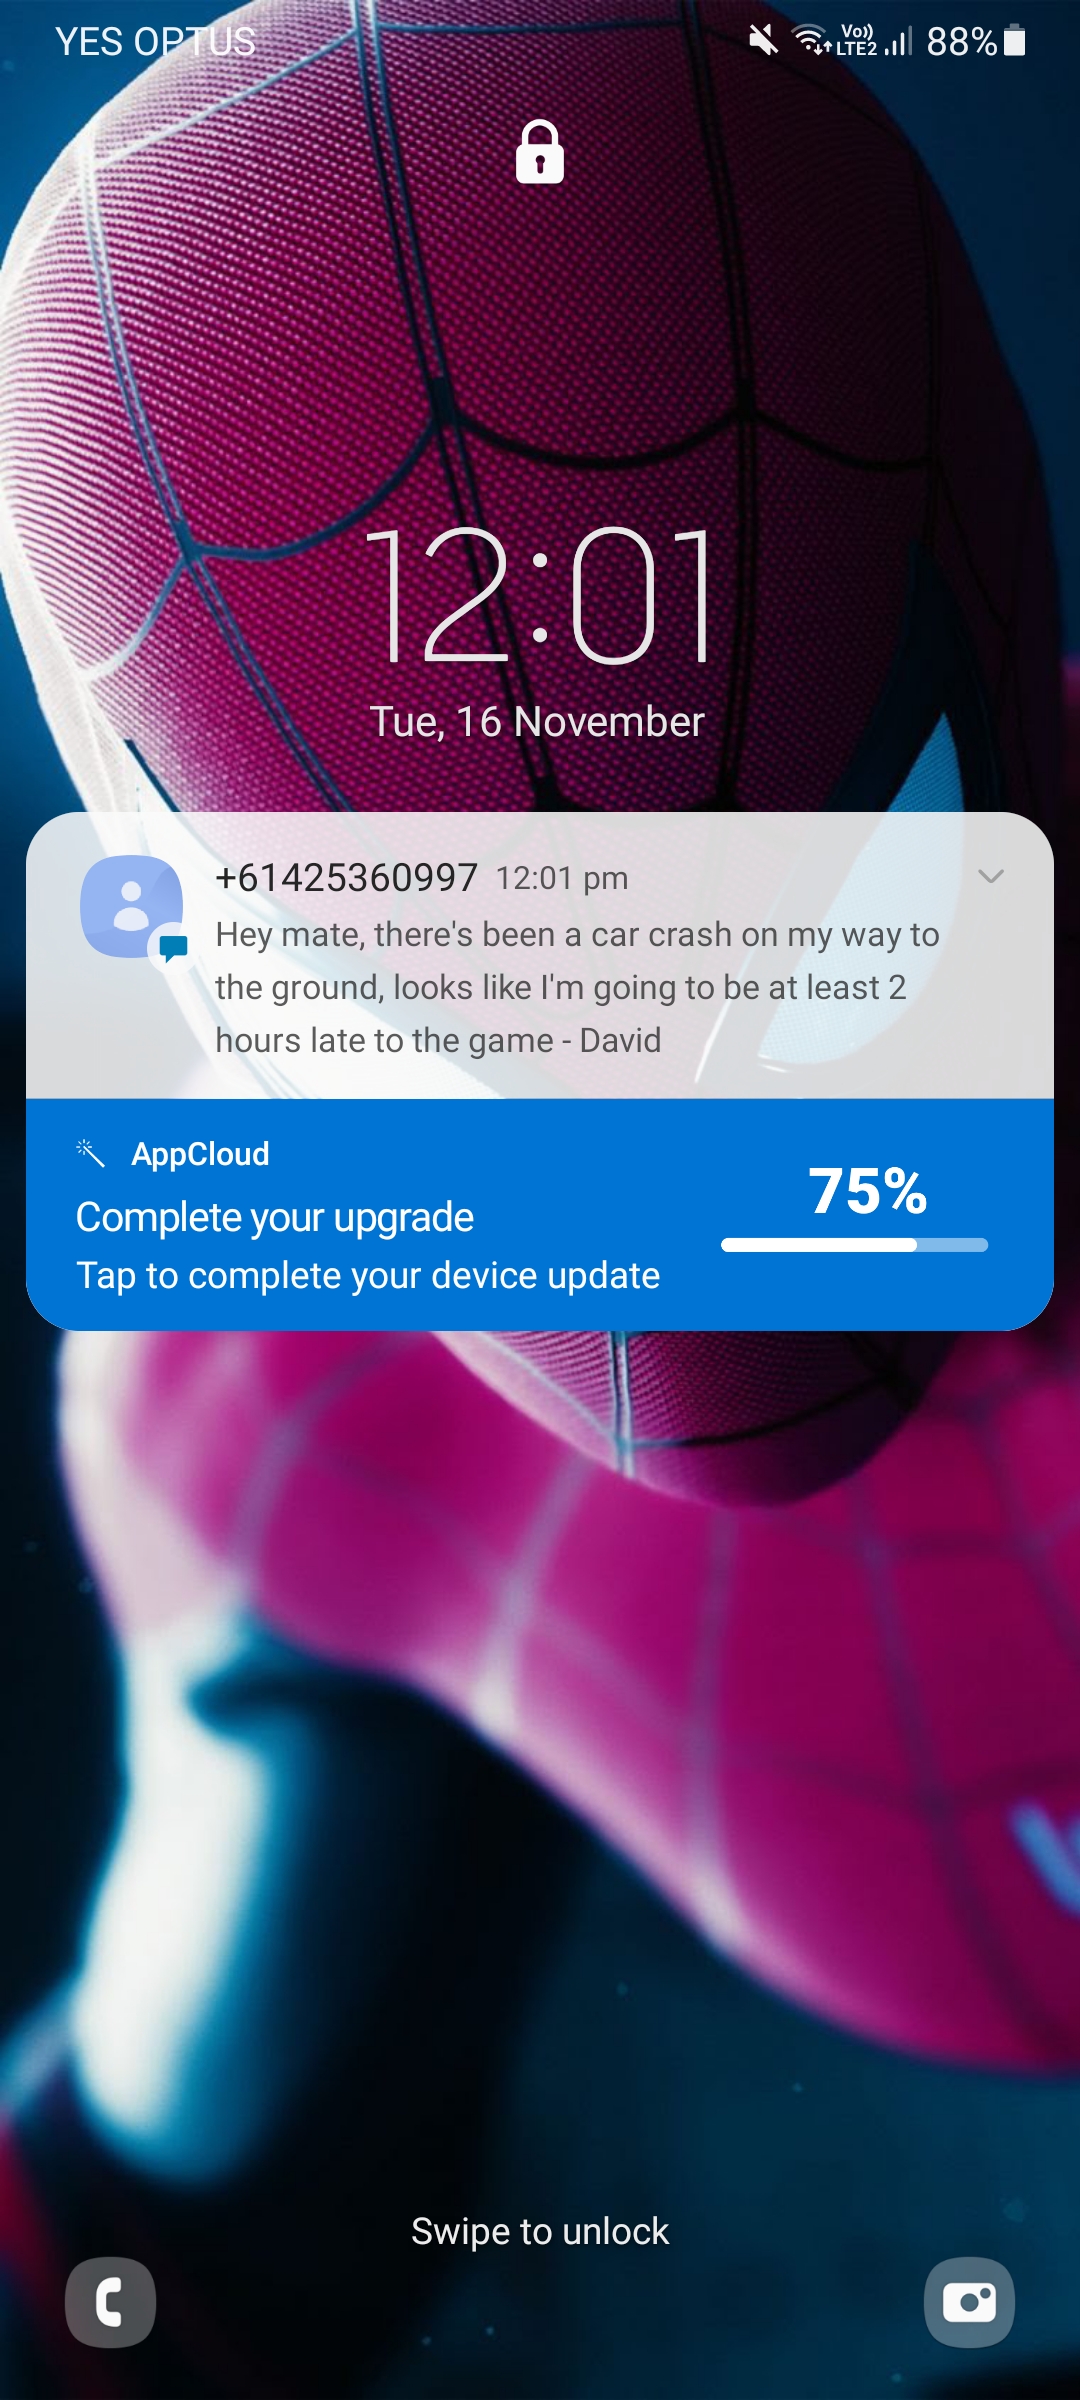 YES OPTUS Vo)) LTE2 88%
12:01
Tue, 16 November
+61425360997 12:01 pm
Hey mate, there's been a car crash on my way to
the ground, looks like I'm going to be at least 2
hours late to the game - David
AppCloud
75%
Complete your upgrade
Tap to complete your device update
Swipe to unlock